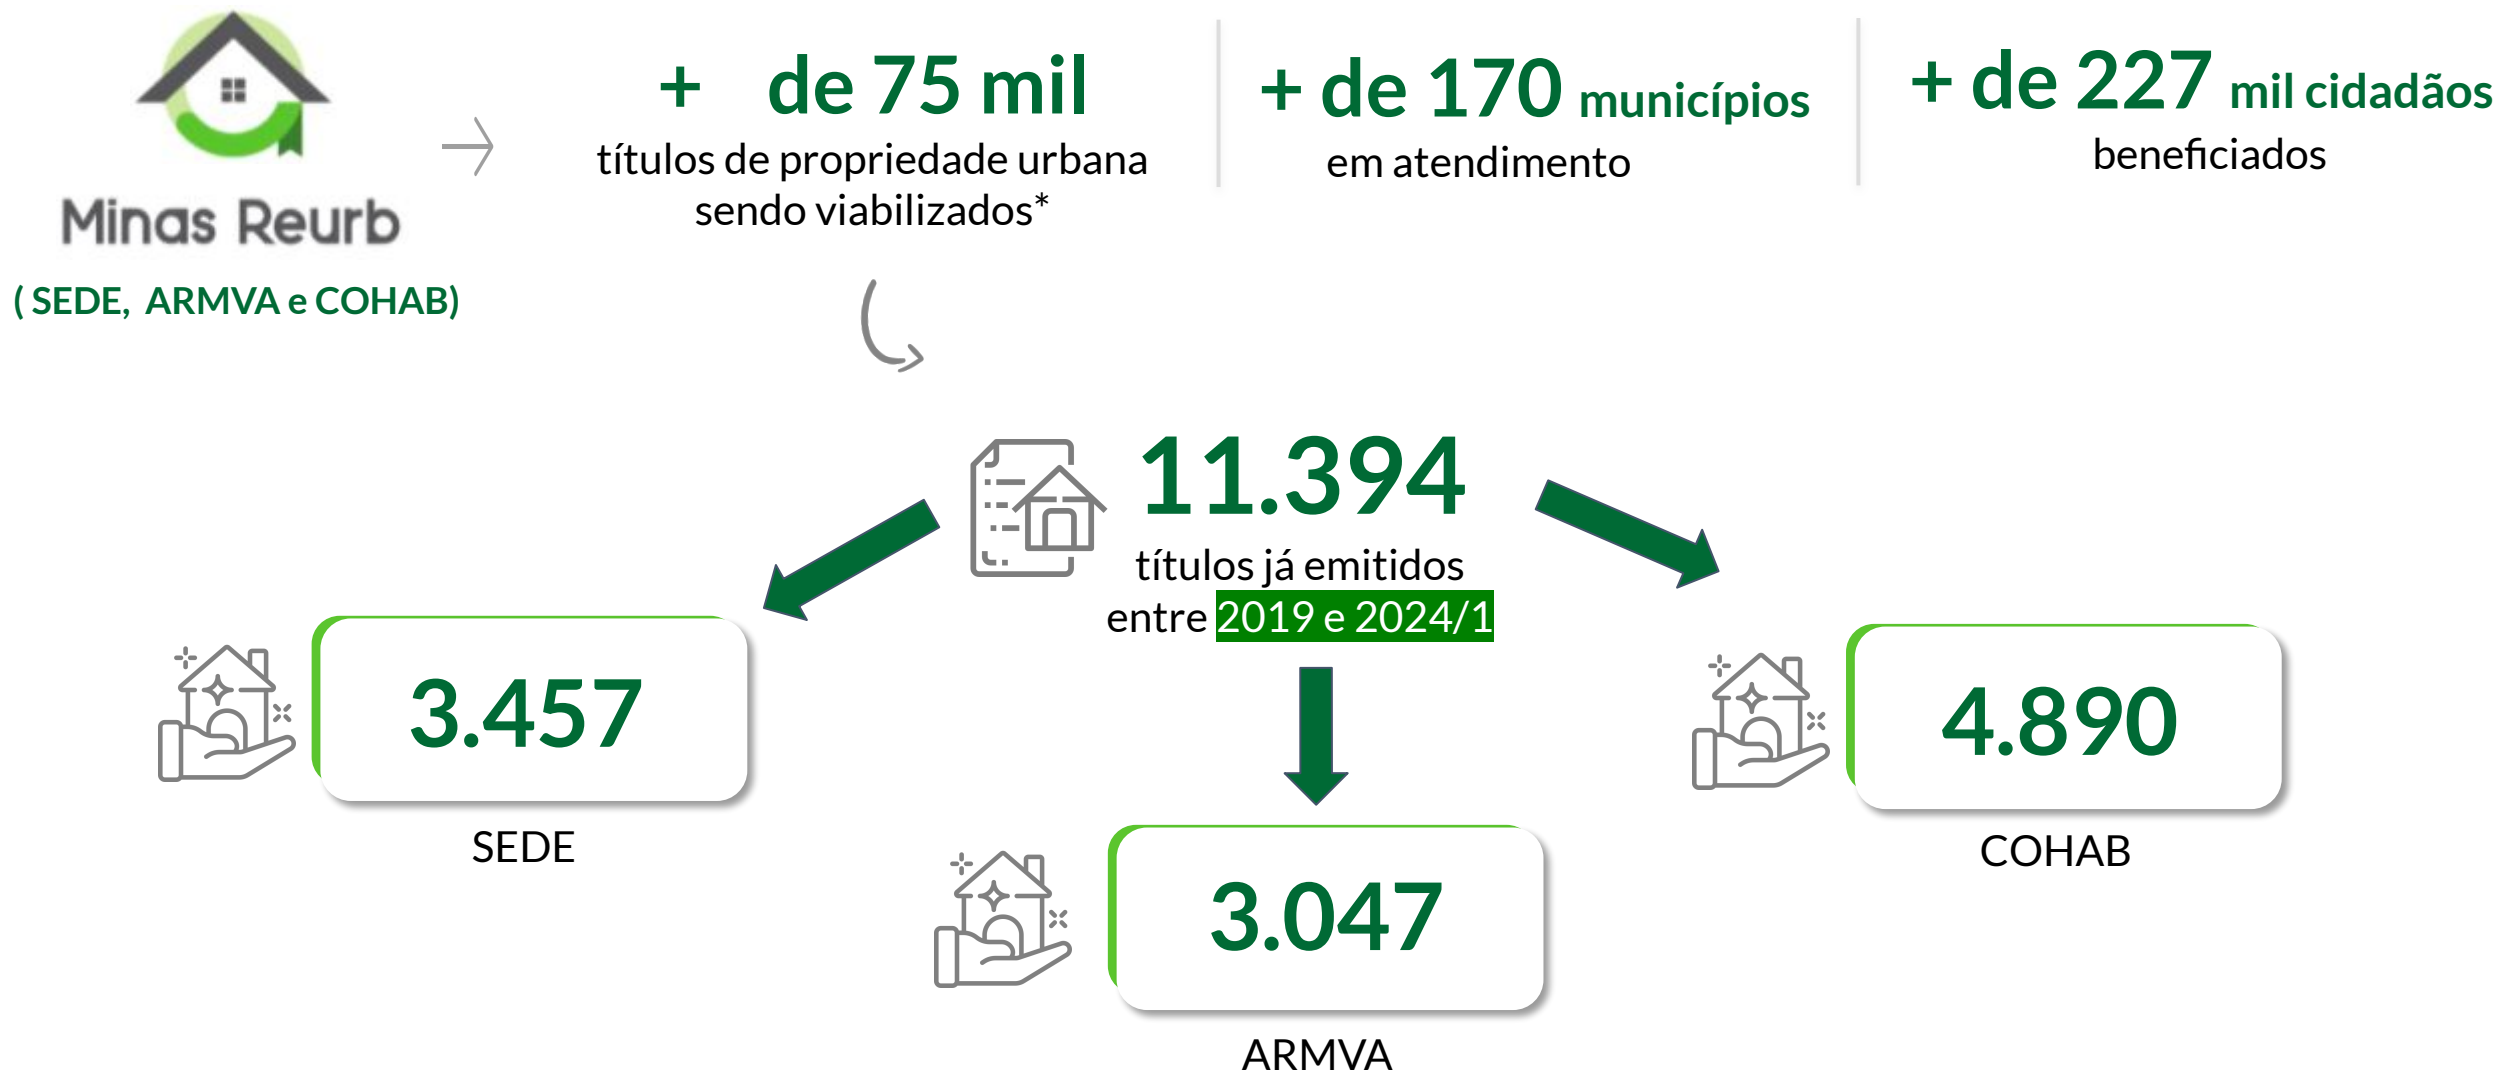 Minas Reurb
( SEDE, ARMVA e COHAB)
+ de 75 mil
títulos de propriedade urbana
sendo viabilizados*
+ de 170 municípios
em atendimento
+ de 227 mil cidadãos
beneficiados
11.394
títulos já emitidos
entre 2019 e 2024/1
3.457
SEDE
3.047
ARMVA
4.890
COHAB